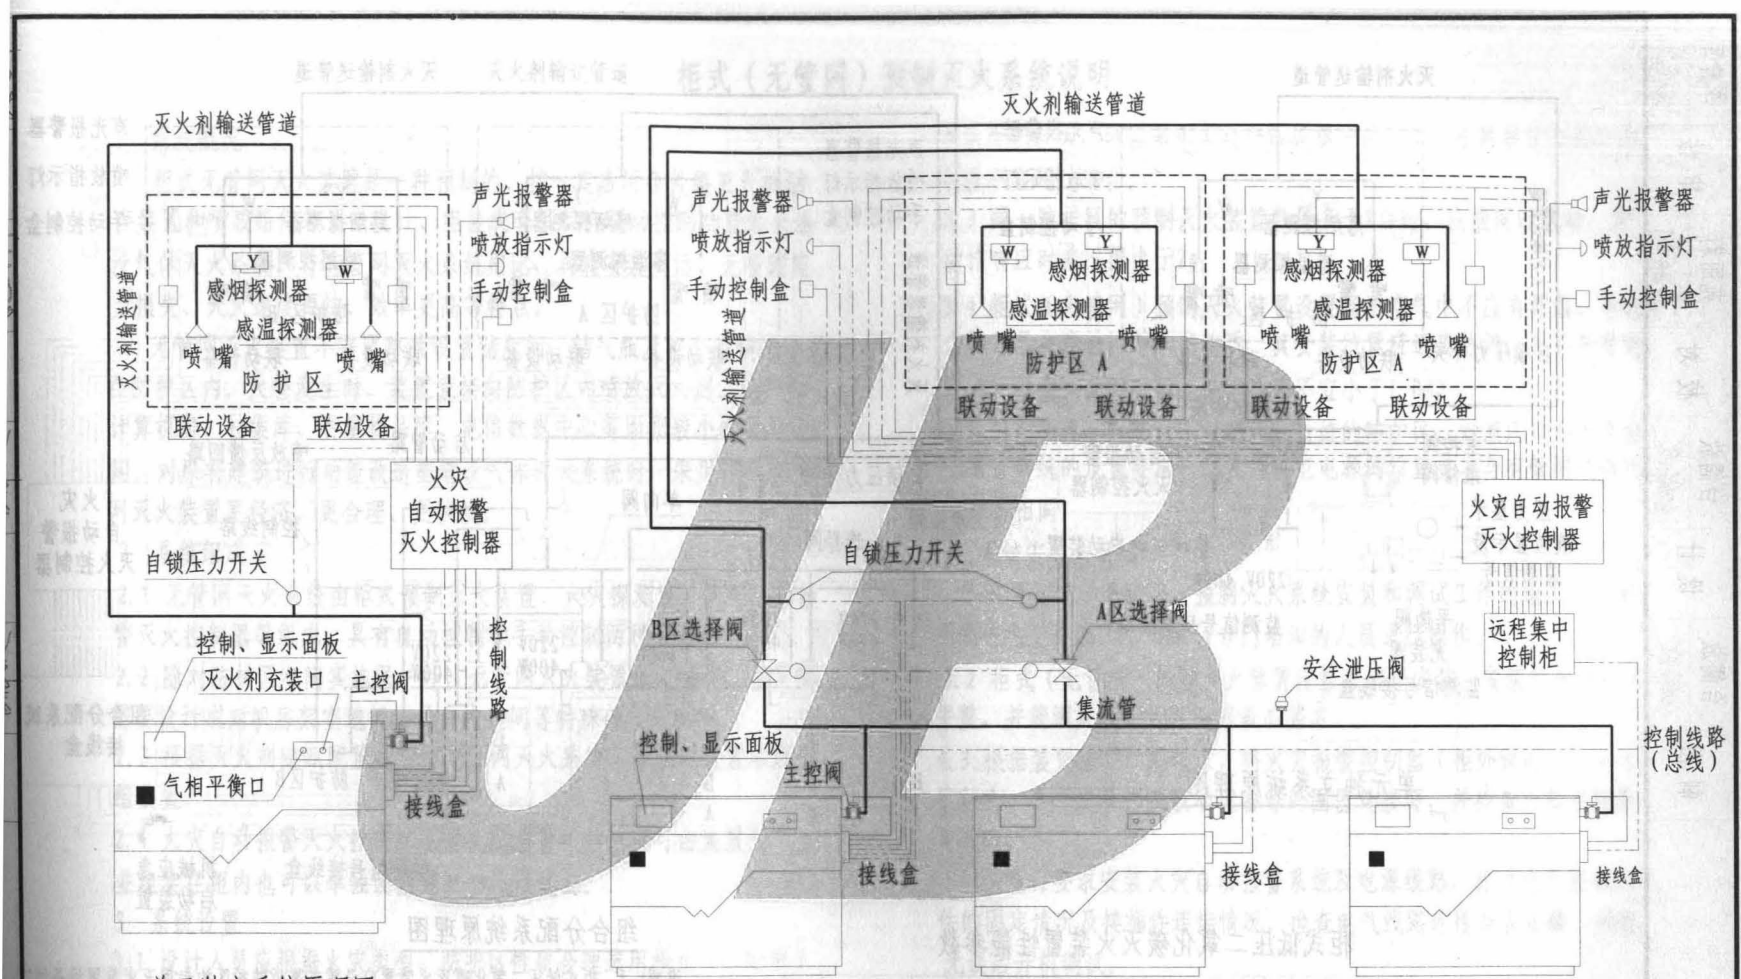 灭火剂输送管道
灭火剂输送管道
声光报警器
喷放指示灯
手动控制盒
Y
W
感烟探测器
感温探测器
喷嘴
喷嘴
防护区
灭火剂输送管道
联动设备
联动设备
火灾
自动报警
灭火控制器
自锁压力开关
控制、显示面板
灭火剂充装口
主控阀
控制线路
气相平衡口
接线盒
声光报警器
喷放指示灯
手动控制盒
灭火剂输送管道
W
Y
感烟探测器
感温探测器
喷嘴
喷嘴
防护区 A
联动设备
联动设备
Y
W
感烟探测器
感温探测器
喷嘴
喷嘴
防护区 A
联动设备
联动设备
声光报警器
喷放指示灯
手动控制盒
火灾自动报警
灭火控制器
远程集中
控制柜
自锁压力开关
B区选择阀
A区选择阀
安全泄压阀
集流管
控制线路
(总线)
控制、显示面板
主控阀
接线盒
接线盒
接线盒
JB